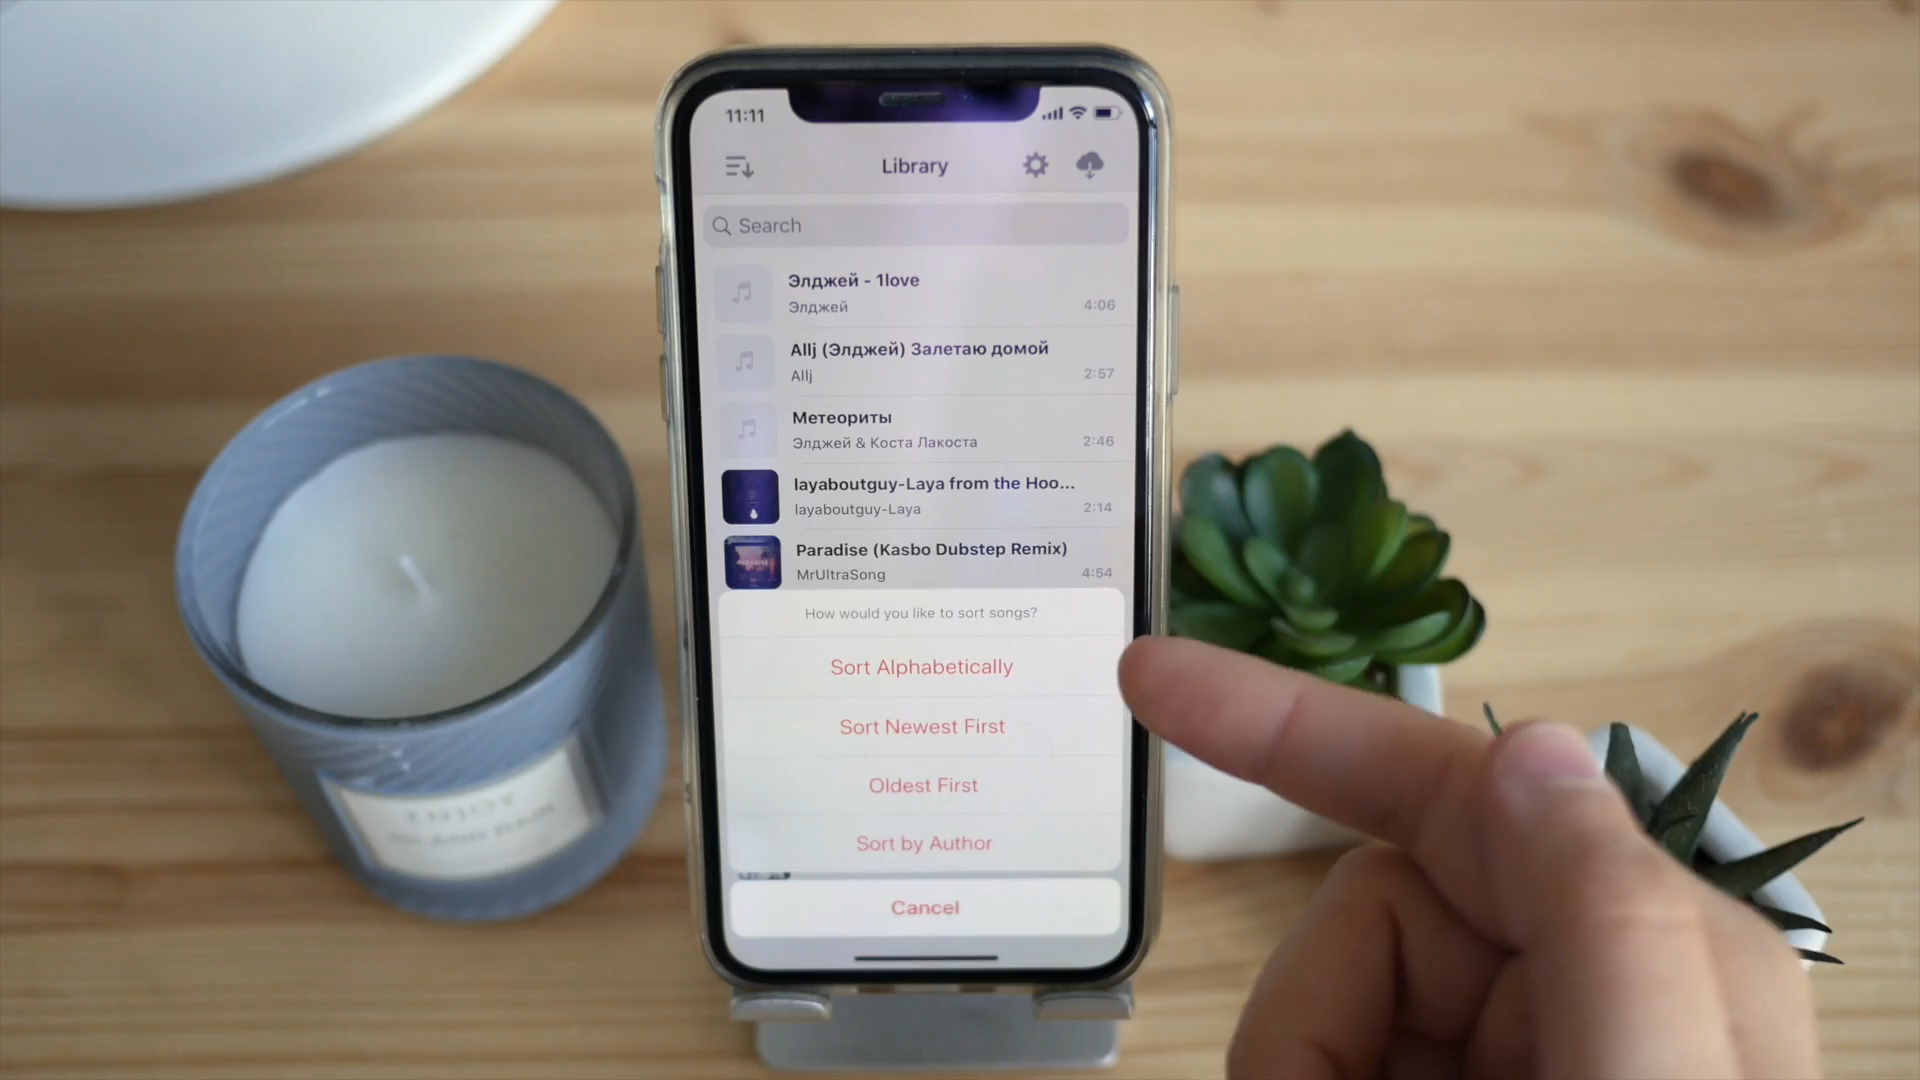 11:11
Library
Search
Элджей - 1love
Элджей
4:06
Allj (Элджей) Залетаю домой
Allj
2:57
Метеориты
Элджей & Коста Лакоста
2:46
layaboutguy-Laya from the Hoo...
layaboutguy-Laya
2:14
Paradise (Kasbo Dubstep Remix)
MrUltraSong
4:54
How would you like to sort songs?
Sort Alphabetically
Sort Newest First
Oldest First
Sort by Author
Cancel
ENJOY